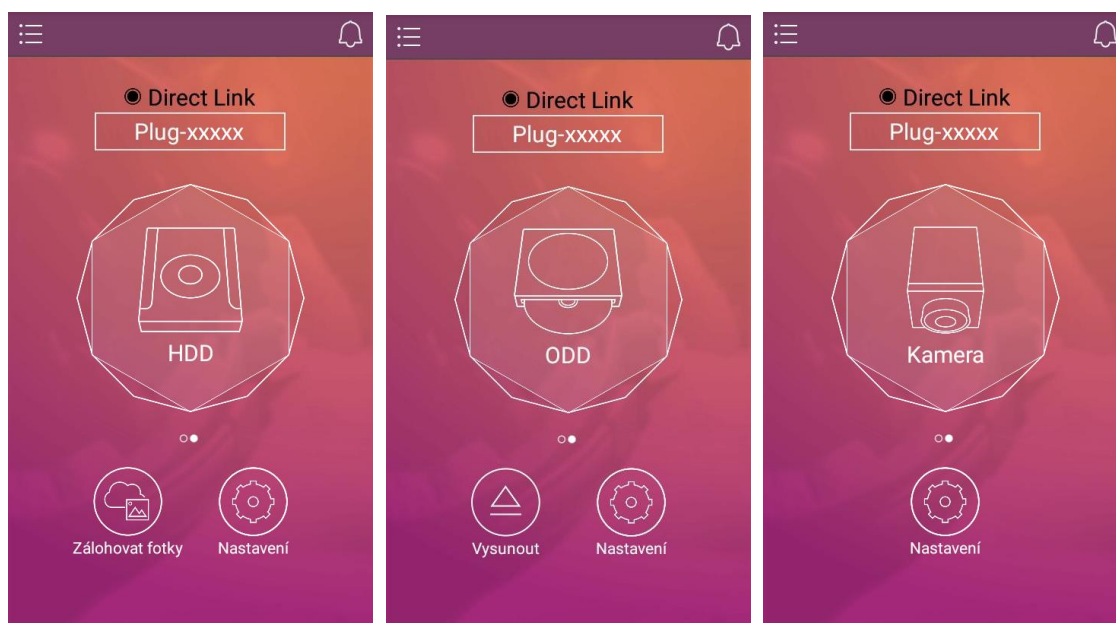 Direct Link
Plug-xxxxx
HDD
Zálohovat fotky
Nastavení
Direct Link
Plug-xxxxx
ODD
Vysunout
Nastavení
Direct Link
Plug-xxxxx
Kamera
Nastavení